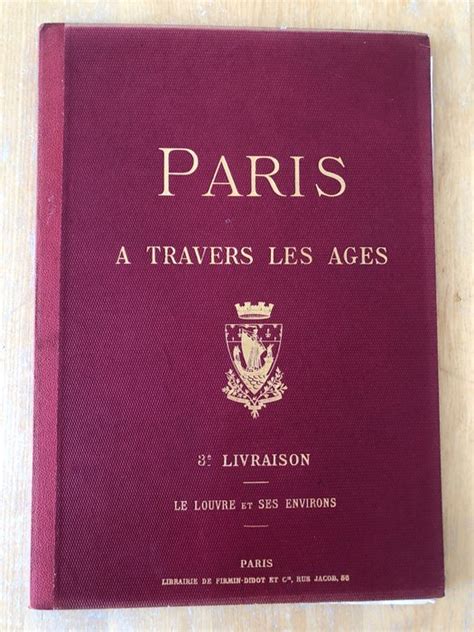 PARIS
A TRAVERS LES AGES
3e LIVRAISON
LE LOUVRE ET SES ENVIRONS
PARIS
LIBRAIRIE DE FIRMIN-DIDOT ET Cie, RUE JACOB, 56